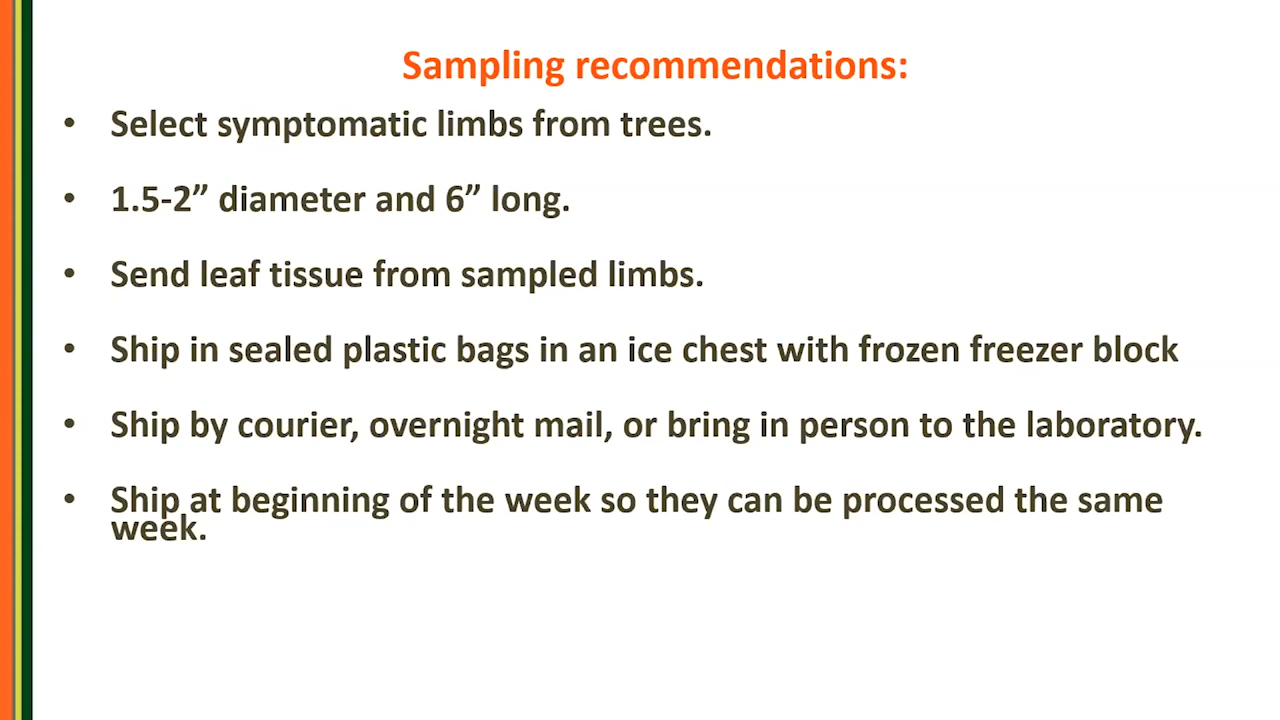 Sampling recommendations:
• Select symptomatic limbs from trees.
• 1.5-2” diameter and 6” long.
• Send leaf tissue from sampled limbs.
• Ship in sealed plastic bags in an ice chest with frozen freezer block
• Ship by courier, overnight mail, or bring in person to the laboratory.
• Ship at beginning of the week so they can be processed the same
week.